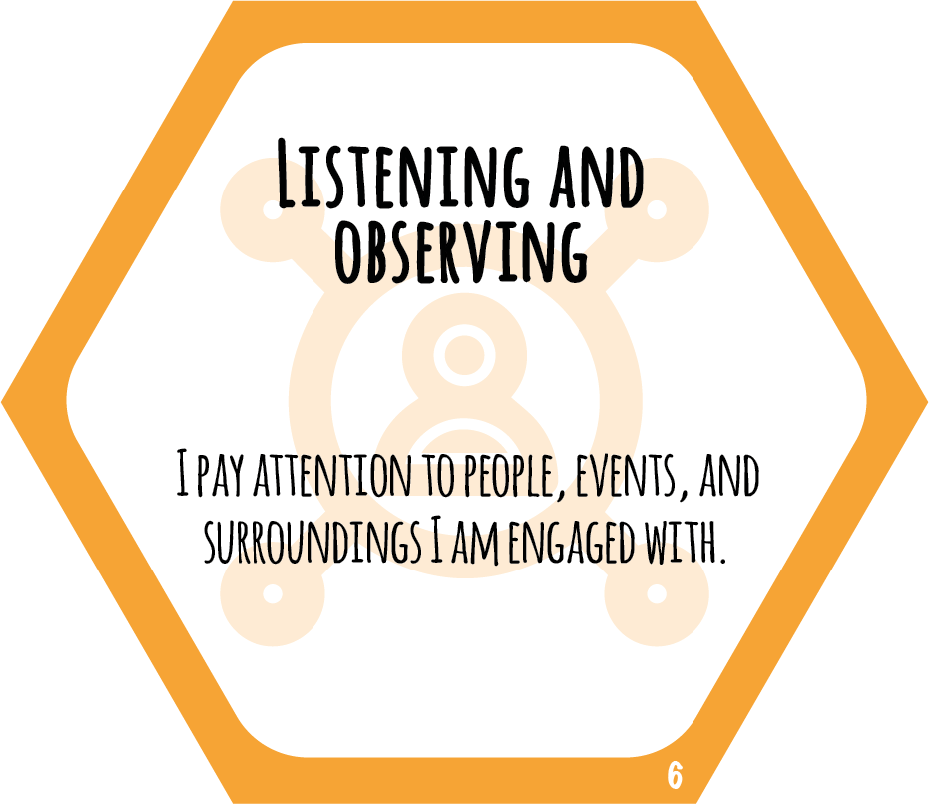 Listening and
observing
I pay attention to people, events, and
surroundings I am engaged with.
6